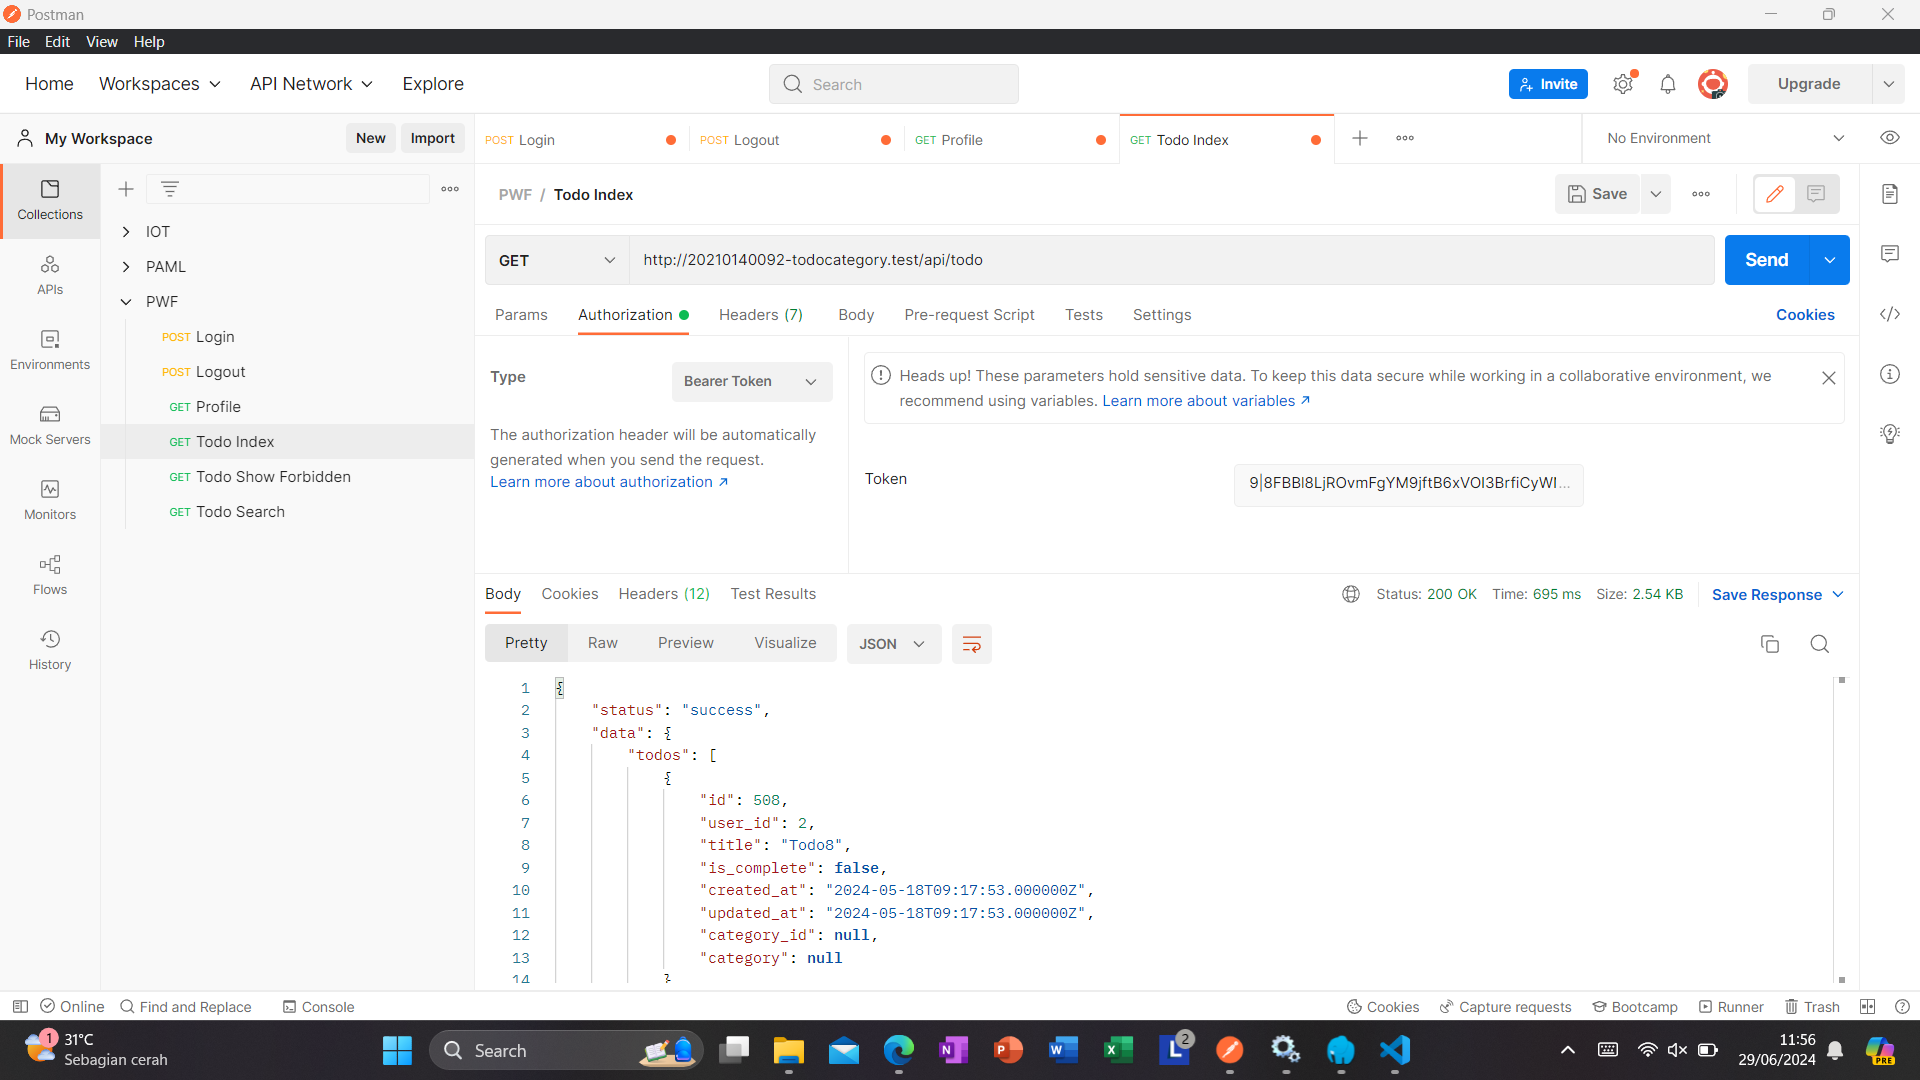 Postman
File Edit View Help
Home Workspaces API Network Explore Search Invite Upgrade
My Workspace New Import POST Login POST Logout GET Profile GET Todo Index No Environment
Collections
APIs
Environments
Mock Servers
Monitors
Flows
History
IOT
PAML
PWF
POST Login
POST Logout
GET Profile
GET Todo Index
GET Todo Show Forbidden
GET Todo Search
PWF / Todo Index Save
GET http://20210140092-todocategory.test/api/todo Send
Params Authorization Headers (7) Body Pre-request Script Tests Settings Cookies
Type Bearer Token
The authorization header will be automatically
generated when you send the request.
Learn more about authorization ↗
Heads up! These parameters hold sensitive data. To keep this data secure while working in a collaborative environment, we
recommend using variables. Learn more about variables ↗
Token
Body Cookies Headers (12) Test Results Status: 200 OK Time: 695 ms Size: 2.54 KB Save Response
Pretty Raw Preview Visualize JSON
1 {
2 "status": "success",
3 "data": {
4 "todos": [
5 {
6 "id": 508,
7 "user_id": 2,
8 "title": "Todo8",
9 "is_complete": false,
10 "created_at": "2024-05-18T09:17:53.000000Z",
11 "updated_at": "2024-05-18T09:17:53.000000Z",
12 "category_id": null,
13 "category": null
14 }
Online Find and Replace Console Cookies Capture requests Bootcamp Runner Trash
1 31°C
Sebagian cerah
Search
2
11:56
29/06/2024
PRE